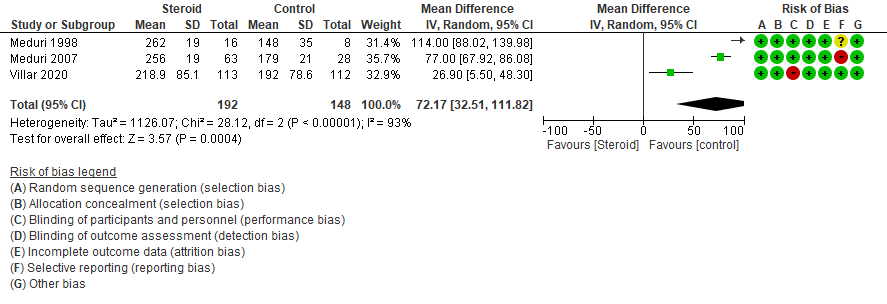 Steroid Control Mean Difference Mean Difference Risk of Bias
Study or Subgroup Mean SD Total Mean SD Total Weight IV, Random, 95% CI IV, Random, 95% CI A B C D E F G
Meduri 1998 262 19 16 148 35 8 31.4% 114.00 [88.02, 139.98] + + + + + ? +
Meduri 2007 256 19 63 179 21 28 35.7% 77.00 [67.92, 86.08] + + + + + - +
Villar 2020 218.9 85.1 113 192 78.6 112 32.9% 26.90 [5.50, 48.30] + + - + + + +
Total (95% CI) 192 148 100.0% 72.17 [32.51, 111.82]
Heterogeneity: Tau² = 1126.07; Chi² = 28.12, df = 2 (P < 0.00001); I² = 93%
Test for overall effect: Z = 3.57 (P = 0.0004)
-100 -50 0 50 100
Favours [Steroid] Favours [control]
Risk of bias legend
(A) Random sequence generation (selection bias)
(B) Allocation concealment (selection bias)
(C) Blinding of participants and personnel (performance bias)
(D) Blinding of outcome assessment (detection bias)
(E) Incomplete outcome data (attrition bias)
(F) Selective reporting (reporting bias)
(G) Other bias